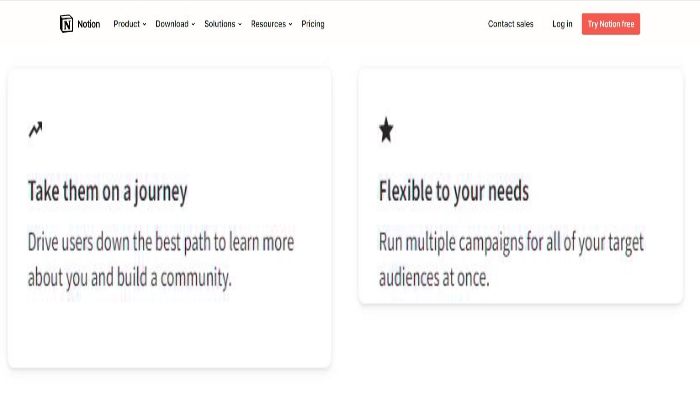 Notion Product Download Solutions Resources Pricing Contact sales Log in Try Notion free
Take them on a journey
Drive users down the best path to learn more
about you and build a community.
Flexible to your needs
Run multiple campaigns for all of your target
audiences at once.